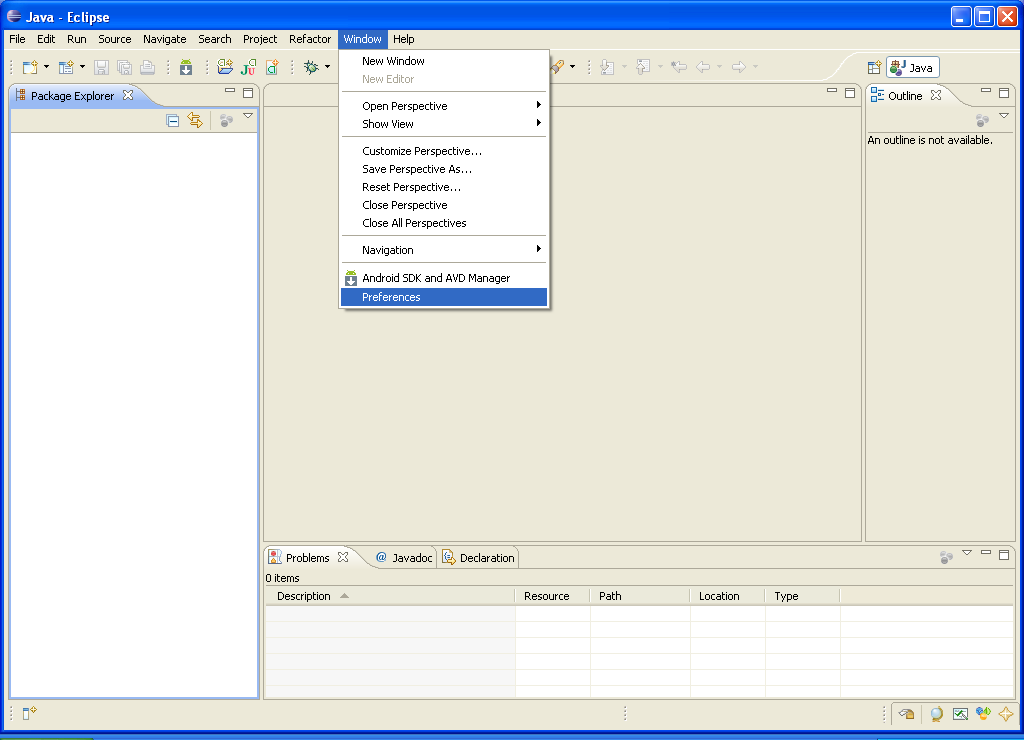 Java - Eclipse
File Edit Run Source Navigate Search Project Refactor Window Help
Java
Package Explorer
New Window
New Editor
Open Perspective
Show View
Customize Perspective...
Save Perspective As...
Reset Perspective...
Close Perspective
Close All Perspectives
Navigation
Android SDK and AVD Manager
Preferences
Outline
An outline is not available.
Problems @ Javadoc Declaration
0 items
Description Resource Path Location Type